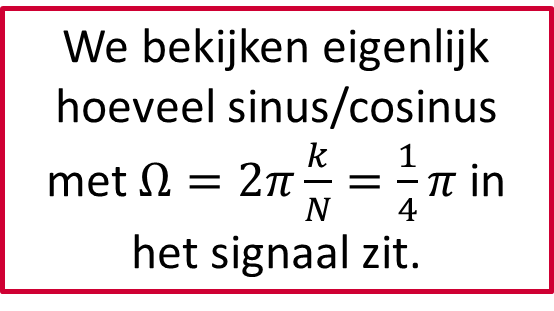 We bekijken eigenlijk
hoeveel sinus/cosinus
met Ω = 2π k/N = 1/4 π in
het signaal zit.